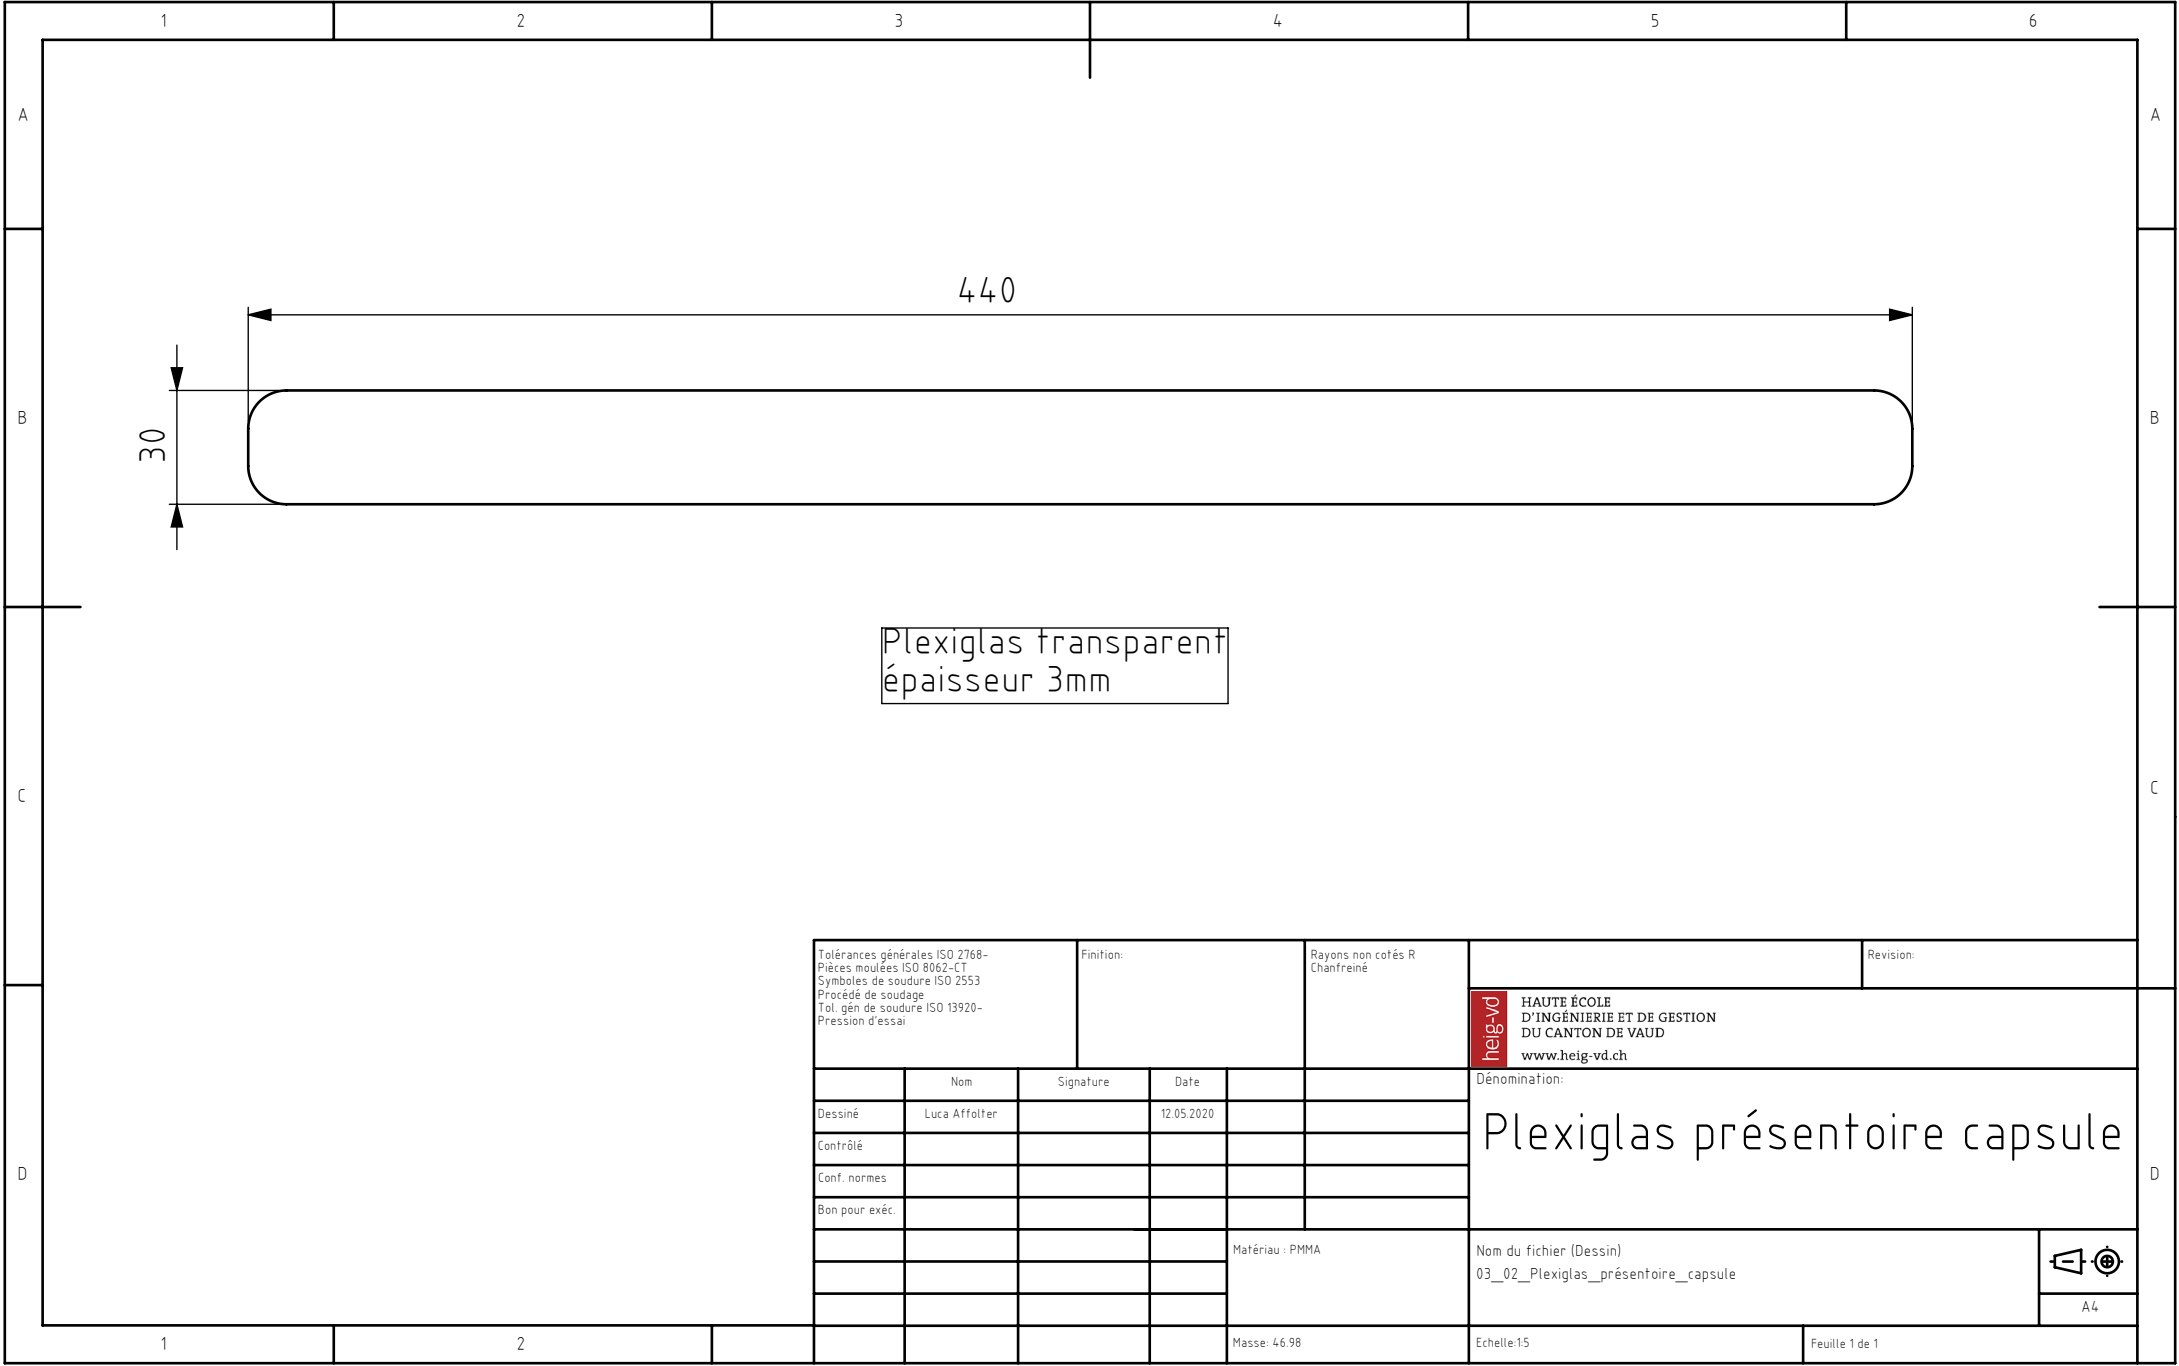 1 2 3 4 5 6
A A
440
B B
30
Plexiglas transparent
épaisseur 3mm
C C
Tolérances générales ISO 2768-
Pièces moulées ISO 8062-CT
Symboles de soudure ISO 2553
Procédé de soudage
Tol. gén de soudure ISO 13920-
Pression d'essai
Finition:
Rayons non cotés R
Chanfreiné
Revision:
heig-vd
HAUTE ÉCOLE
D'INGÉNIERIE ET DE GESTION
DU CANTON DE VAUD
www.heig-vd.ch
Nom Signature Date
Dessiné Luca Affolter 12.05.2020
Contrôlé
Conf. normes
Bon pour exéc.
Dénomination:
Plexiglas présentoire capsule
D D
Matériau : PMMA
Nom du fichier (Dessin)
03__02__Plexiglas__présentoire__capsule
A4
1 2
Masse: 46.98
Echelle:1:5
Feuille 1 de 1